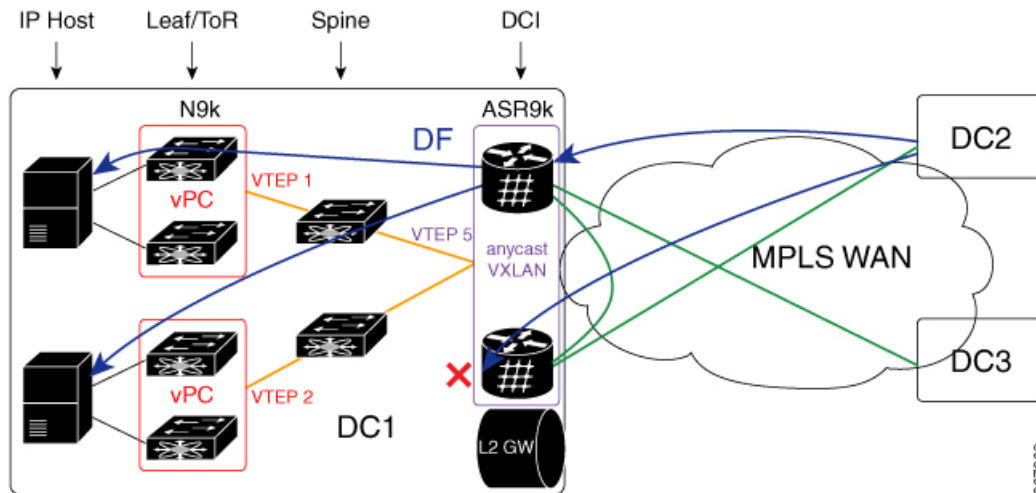 IP Host Leaf/ToR Spine DCI
N9k ASR9k
DF
DC2
VTEP 1
vPC
VTEP 5
anycast
VXLAN
MPLS WAN
vPC
VTEP 2
DC1
DC3
L2 GW